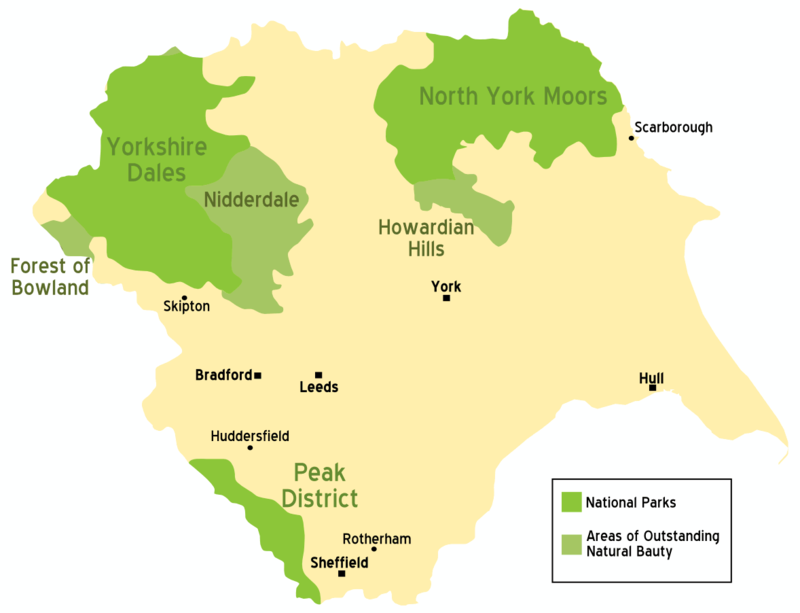 North York Moors
Scarborough
Yorkshire
Dales
Nidderdale
Howardian
Hills
Forest of
Bowland
Skipton
York
Bradford
Leeds
Hull
Huddersfield
Peak
District
Rotherham
Sheffield
National Parks
Areas of Outstanding
Natural Bauty